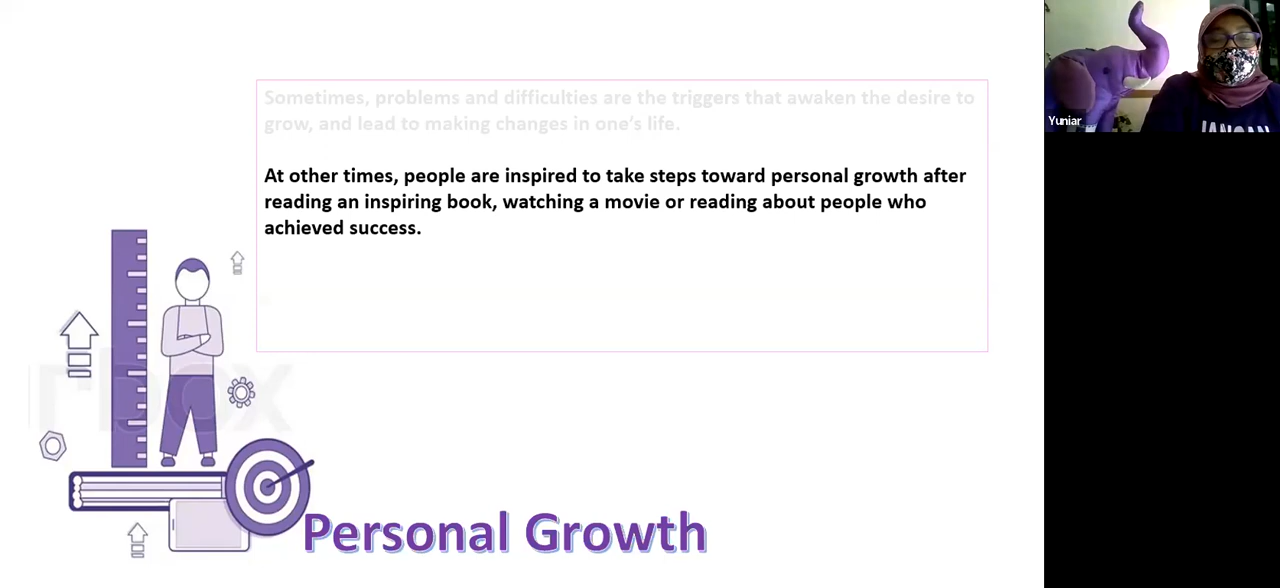 Sometimes, problems and difficulties are the triggers that awaken the desire to
grow, and lead to making changes in one's life.
At other times, people are inspired to take steps toward personal growth after
reading an inspiring book, watching a movie or reading about people who
achieved success.
Personal Growth
Yuniar